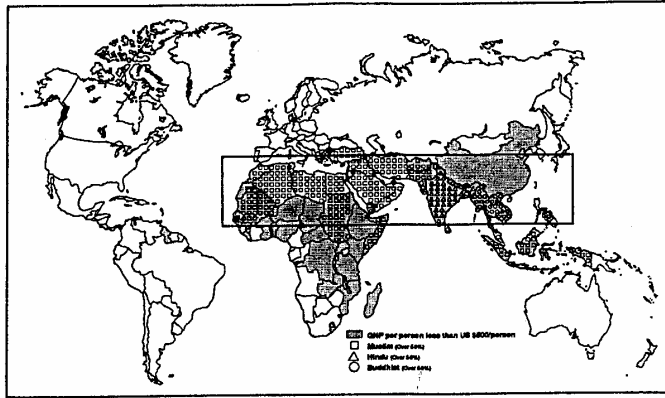 GNP per person less than US $500/person
Muslim (Over 50%)
Hindu (Over 50%)
Buddhist (Over 50%)